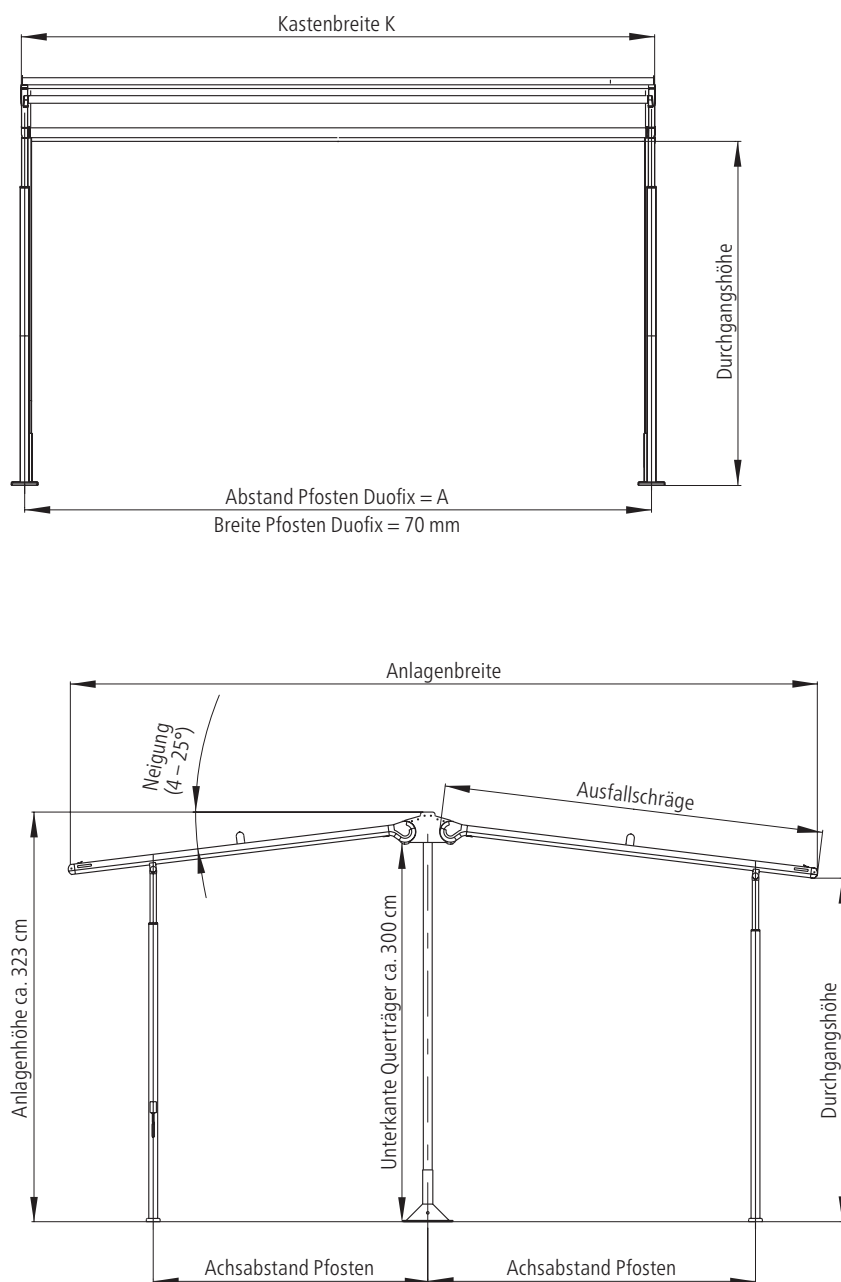 Kastenbreite K
Durchgangshöhe
Abstand Pfosten Duofix = A
Breite Pfosten Duofix = 70 mm
Anlagenbreite
Neigung
(4 – 25°)
Ausfallschräge
Anlagenhöhe ca. 323 cm
Unterkante Querträger ca. 300 cm
Durchgangshöhe
Achsabstand Pfosten
Achsabstand Pfosten